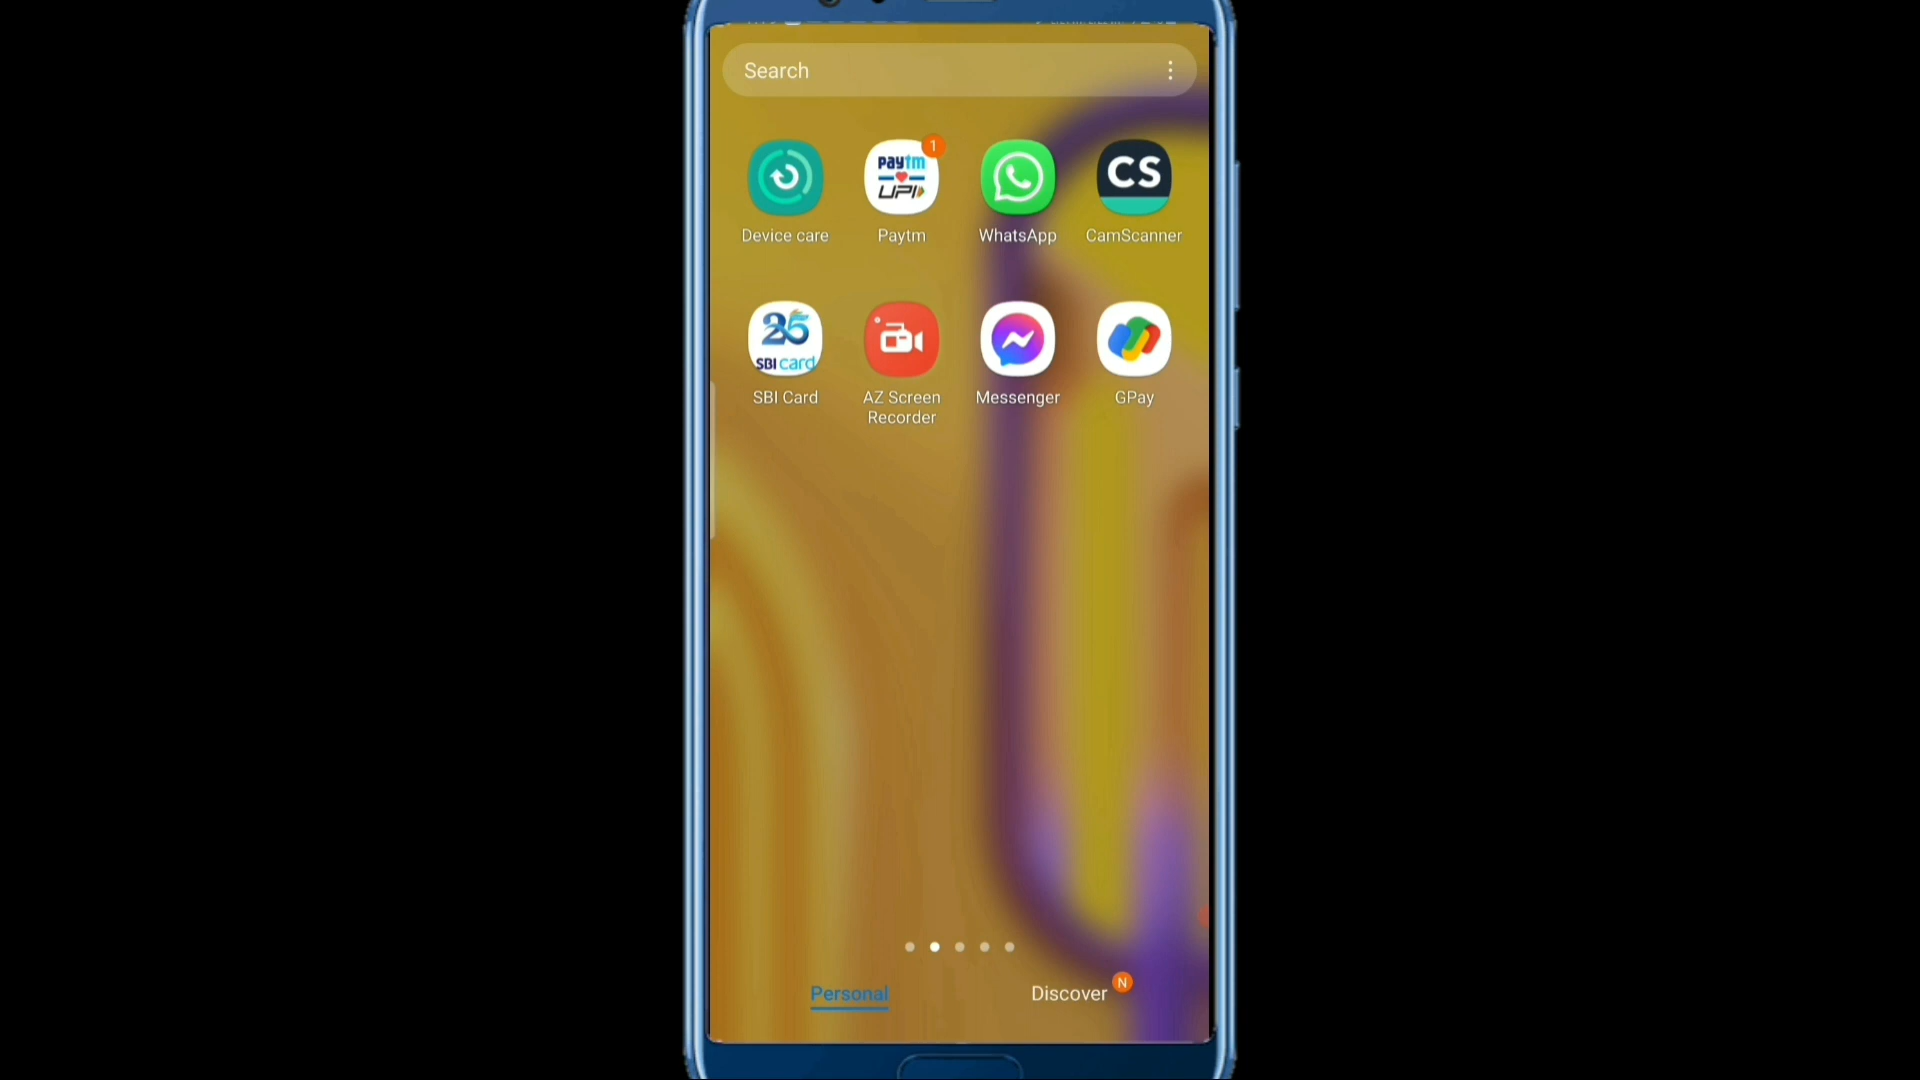 Search
1
paytm
UPI
CS
Device care
Paytm
WhatsApp
CamScanner
25
SBI card
SBI Card
AZ Screen
Recorder
Messenger
GPay
Personal
Discover
N